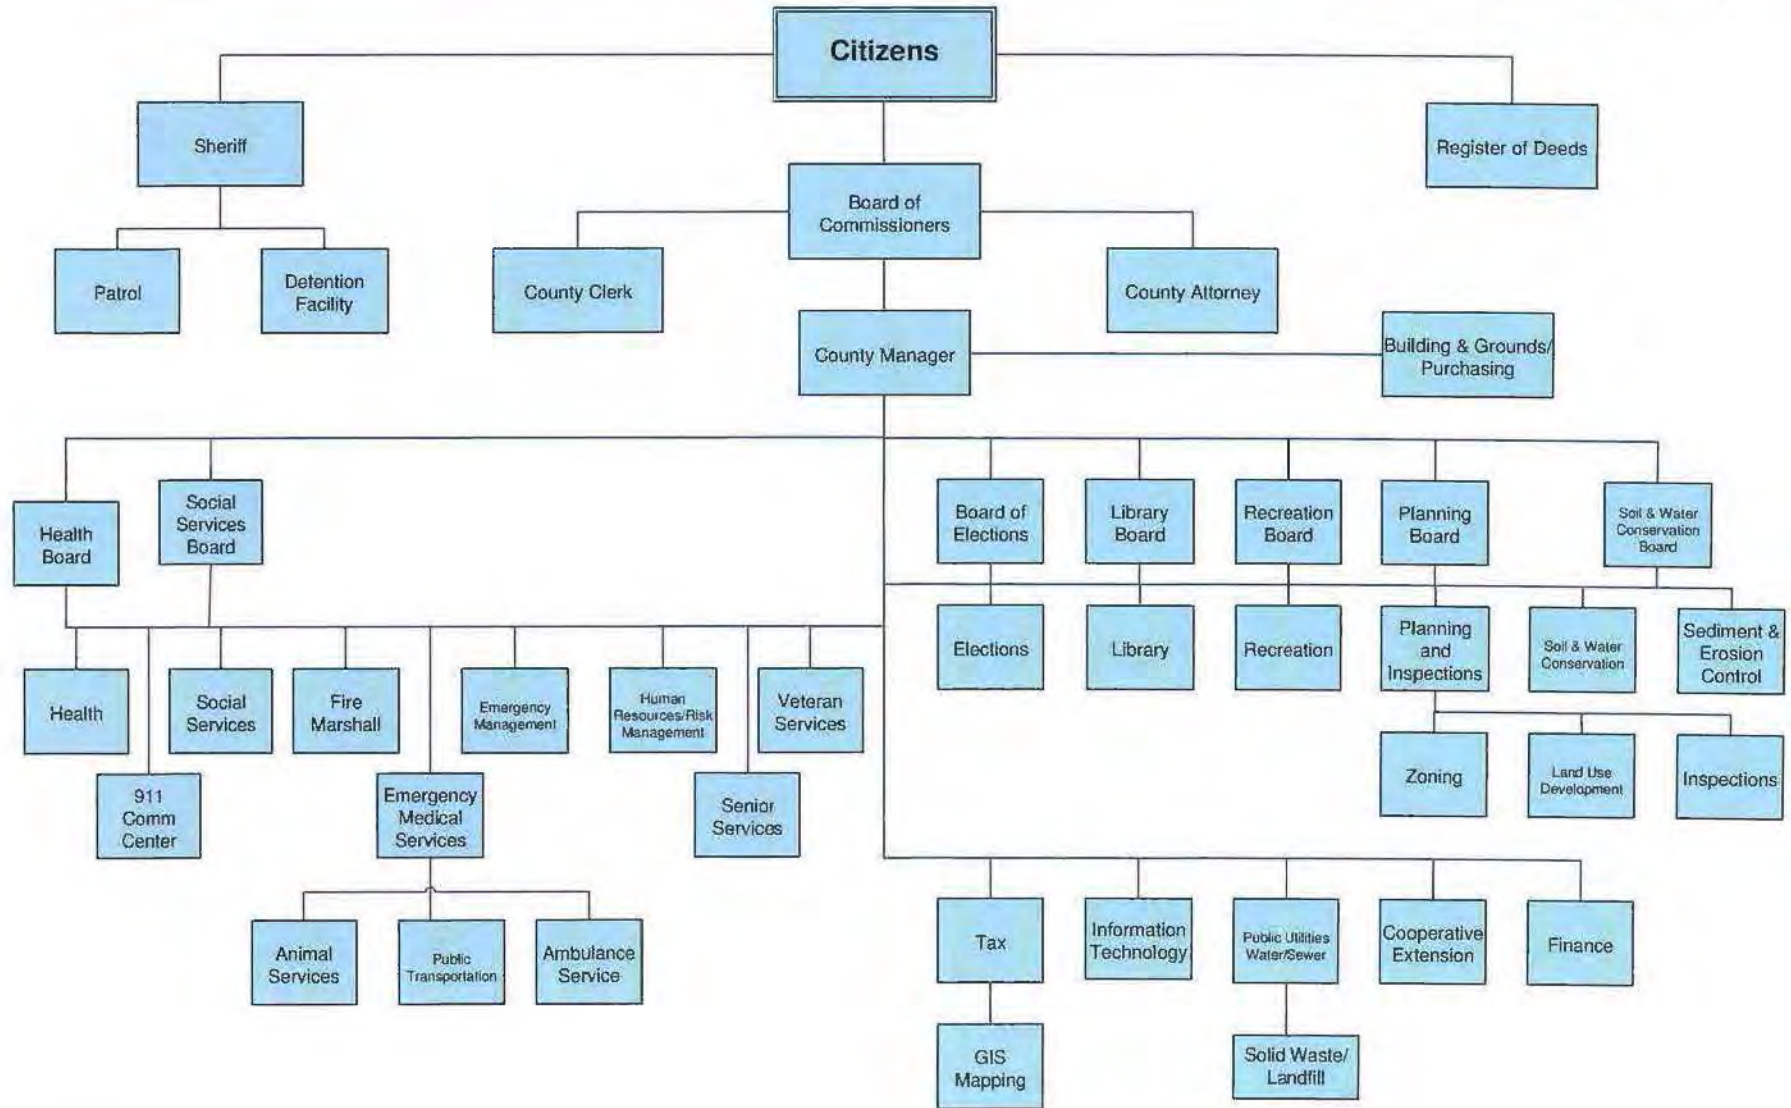 Citizens
Sheriff
Register of Deeds
Board of
Commissioners
Patrol
Detention
Facility
County Clerk
County Attorney
County Manager
Building & Grounds/
Purchasing
Health
Board
Social
Services
Board
Board of
Elections
Library
Board
Recreation
Board
Planning
Board
Soil & Water
Conservation
Board
Elections
Library
Recreation
Planning
and
Inspections
Soil & Water
Conservation
Sediment &
Erosion
Control
Health
Social
Services
Fire
Marshall
Emergency
Management
Human
Resources/Risk
Management
Veteran
Services
911
Comm
Center
Emergency
Medical
Services
Senior
Services
Zoning
Land Use
Development
Inspections
Animal
Services
Public
Transportation
Ambulance
Service
Tax
Information
Technology
Public Utilities
Water/Sewer
Cooperative
Extension
Finance
GIS
Mapping
Solid Waste/
Landfill